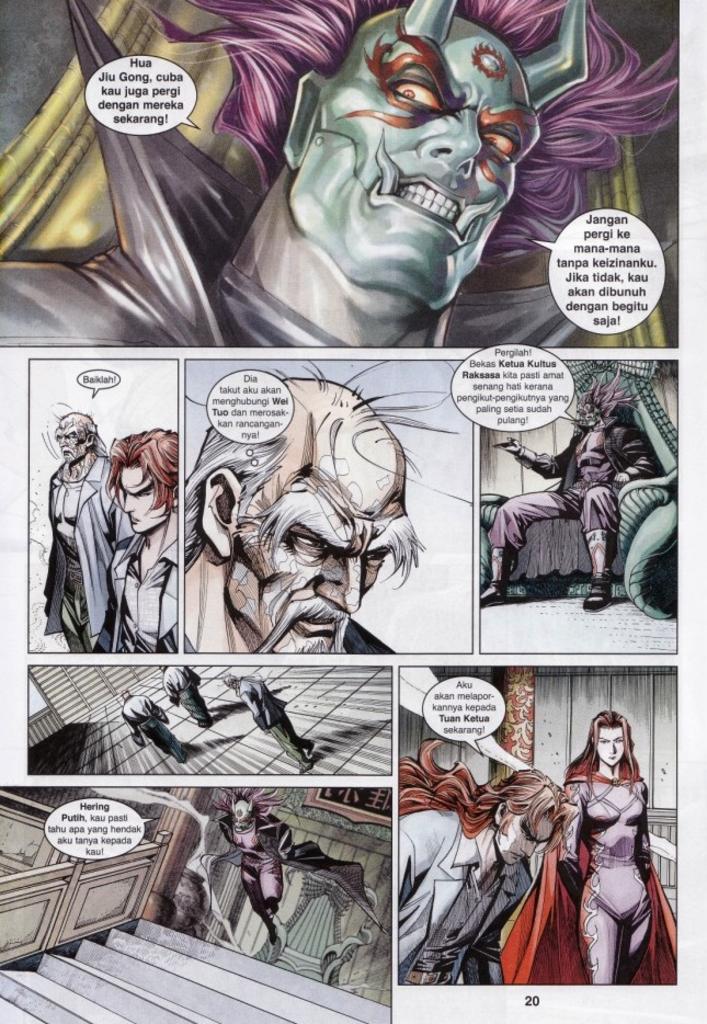 Hua
Jiu Gong, cuba
kau juga pergi
dengan mereka
sekarang!
Jangan
pergi ke
mana-mana
tanpa keizinanku.
Jika tidak, kau
akan dibunuh
dengan begitu
saja!
Baiklah!
Dia
takut aku akan
menghubungi Wei
Tuo dan merosak-
kan rancangan-
nya!
Pergilah!
Bekas Ketua Kultus
Raksasa kita pasti amat
senang hati kerana
pengikut-pengikutnya yang
paling setia sudah
pulang!
Aku
akan melapor-
kannya kepada
Tuan Ketua
sekarang!
Hering
Putih, kau pasti
tahu apa yang hendak
aku tanya kepada
kau!
20